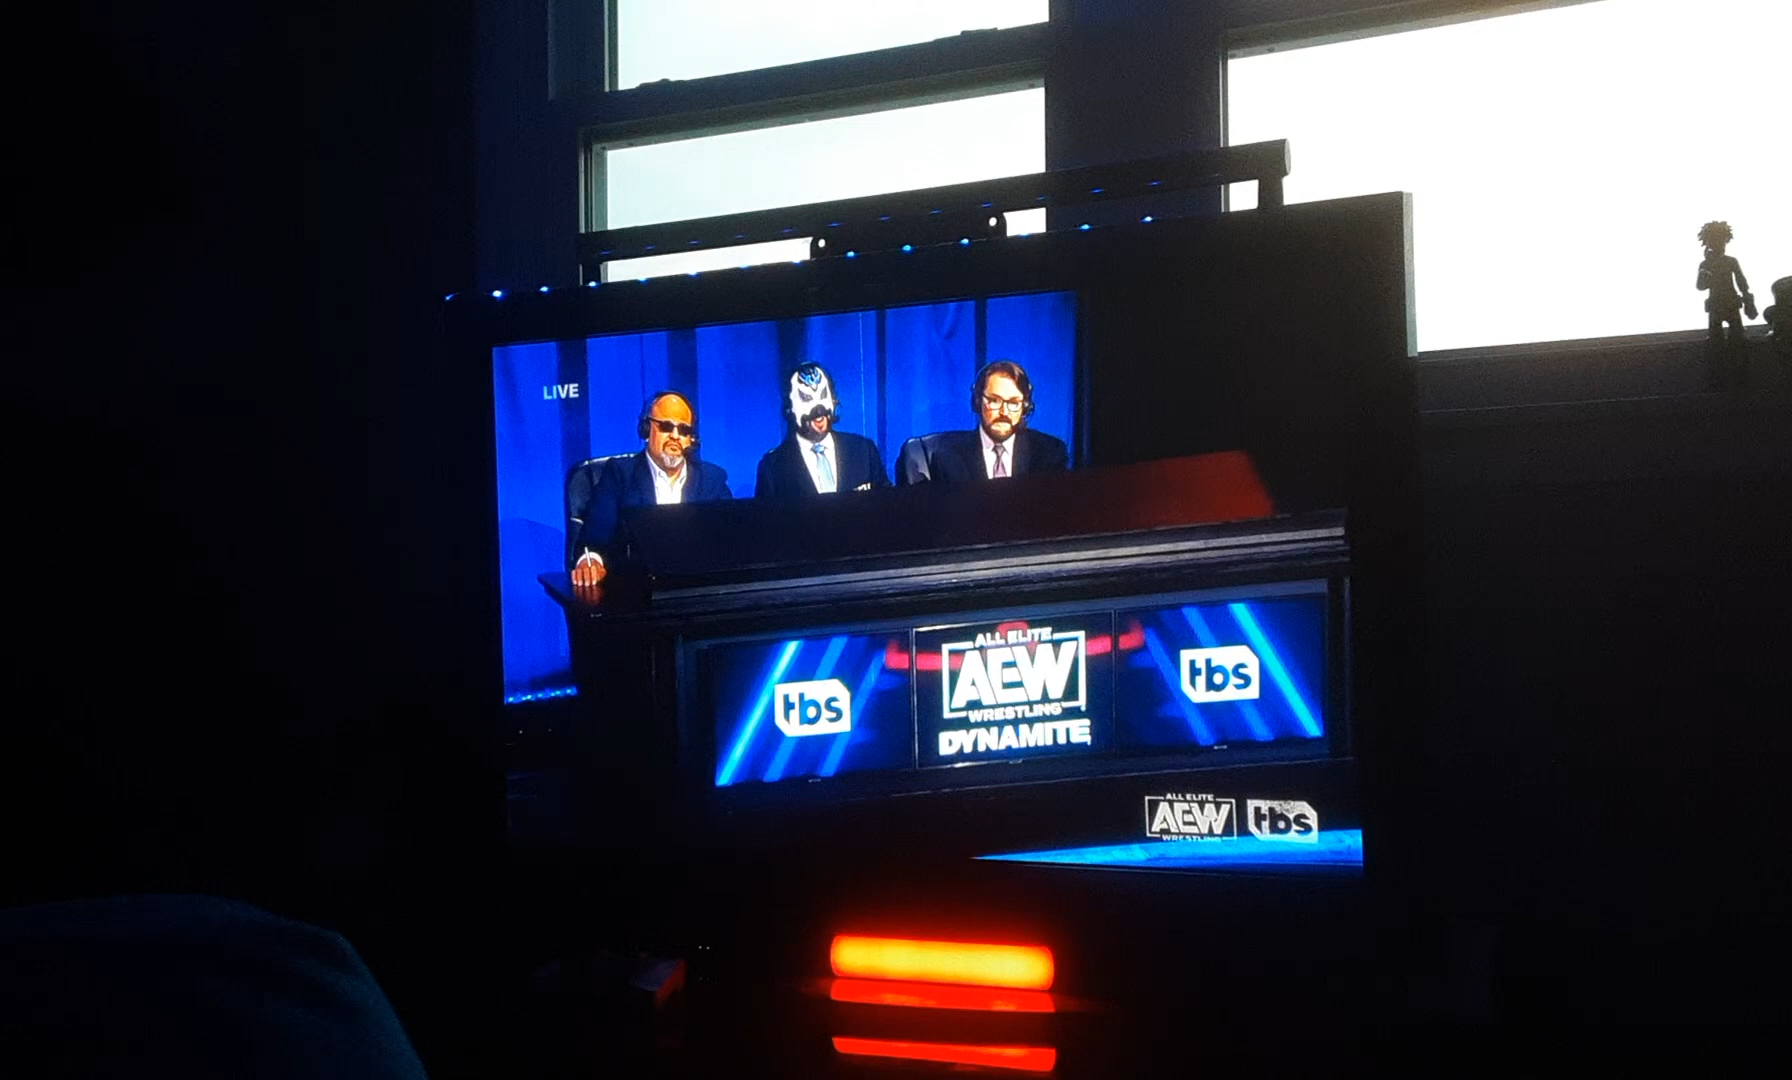 LIVE
tbs
ALL ELITE
AEW
WRESTLING
DYNAMITE
tbs
ALL ELITE
AEW
WRESTLING
tbs